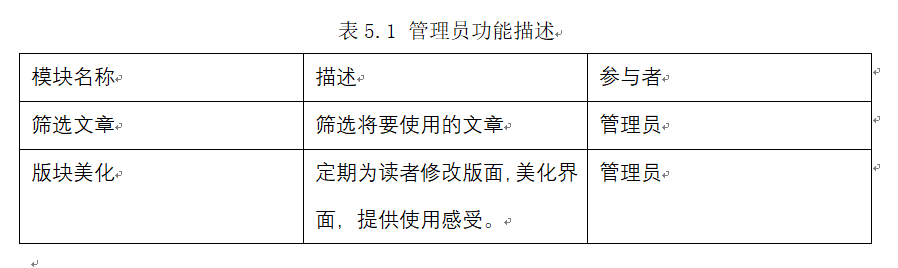 表 5.1 管理员功能描述
模块名称 描述 参与者
筛选文章 筛选将要使用的文章 管理员
版块美化 定期为读者修改版面,美化界 管理员
面, 提供使用感受。